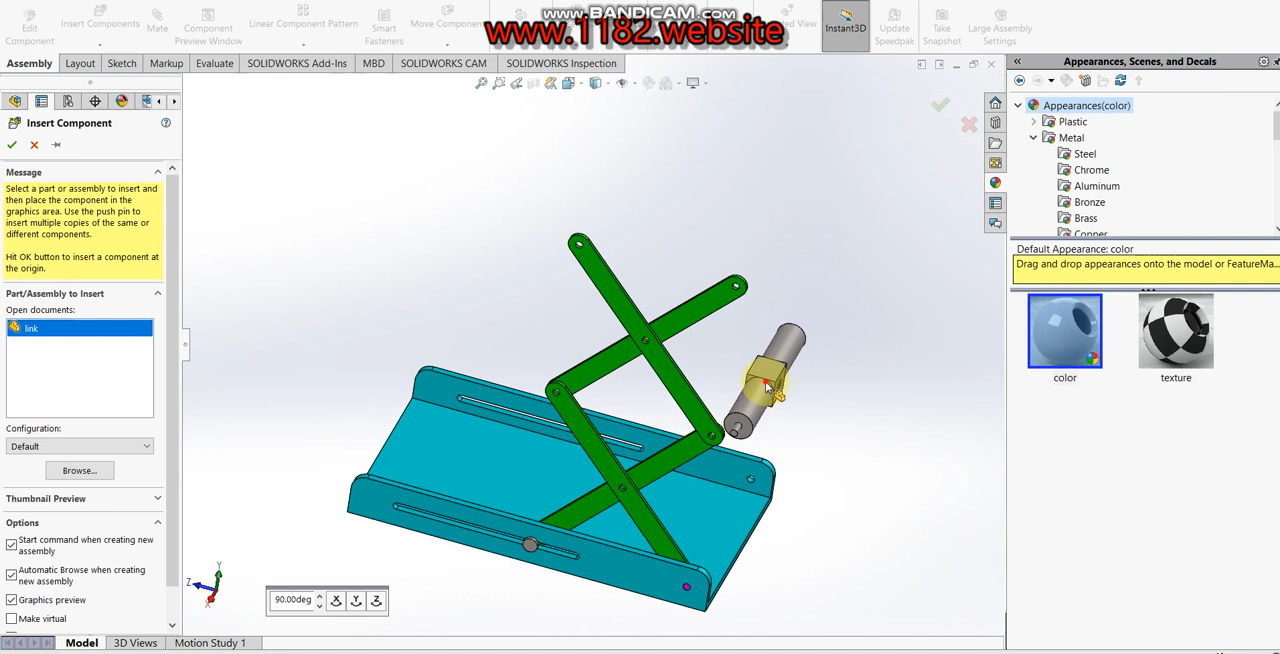 www.BANDICAM.com
www.1182.website
Edit Component
Insert Components
Mate
Component Preview Window
Linear Component Pattern
Smart Fasteners
Move Component
View
Instant3D
Update Speedpak
Take Snapshot
Large Assembly Settings
Assembly
Layout
Sketch
Markup
Evaluate
SOLIDWORKS Add-Ins
MBD
SOLIDWORKS CAM
SOLIDWORKS Inspection
Insert Component
Message
Select a part or assembly to insert and
then place the component in the
graphics area. Use the push pin to
insert multiple copies of the same or
different components.
Hit OK button to insert a component at
the origin.
Part/Assembly to Insert
Open documents:
link
Configuration:
Default
Browse...
Thumbnail Preview
Options
Start command when creating new
assembly
Automatic Browse when creating
new assembly
Graphics preview
Make virtual
Y
Z
X
90.00deg
X
Y
Z
Model
3D Views
Motion Study 1
Appearances, Scenes, and Decals
Appearances(color)
Plastic
Metal
Steel
Chrome
Aluminum
Bronze
Brass
Copper
Default Appearance: color
Drag and drop appearances onto the model or FeatureMa...
color
texture